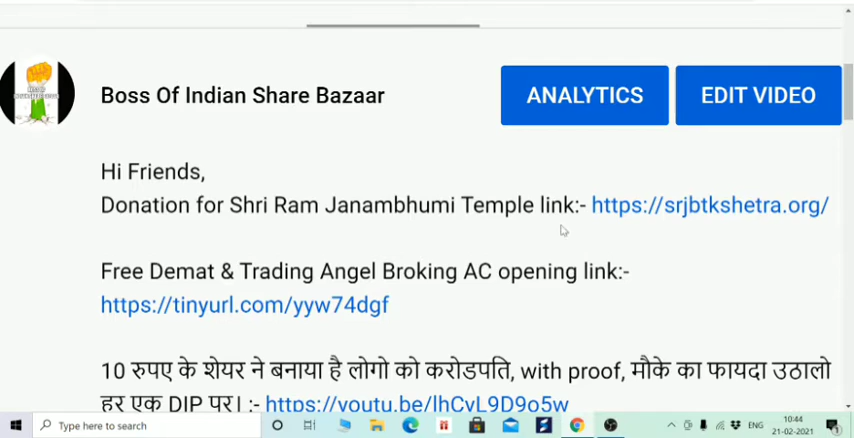 Boss Of Indian Share Bazaar
ANALYTICS
EDIT VIDEO
Hi Friends,
Donation for Shri Ram Janambhumi Temple link:- https://srjbtkshetra.org/
Free Demat & Trading Angel Broking AC opening link:-
https://tinyurl.com/yyw74dgf
10 रुपए के शेयर ने बनाया है लोगो को करोडपति, with proof, मौके का फायदा उठालो
हर एक DIP पर। :- https://youtu.be/lhCyL9D9o5w
Type here to search
ENG
10:44
21-02-2021